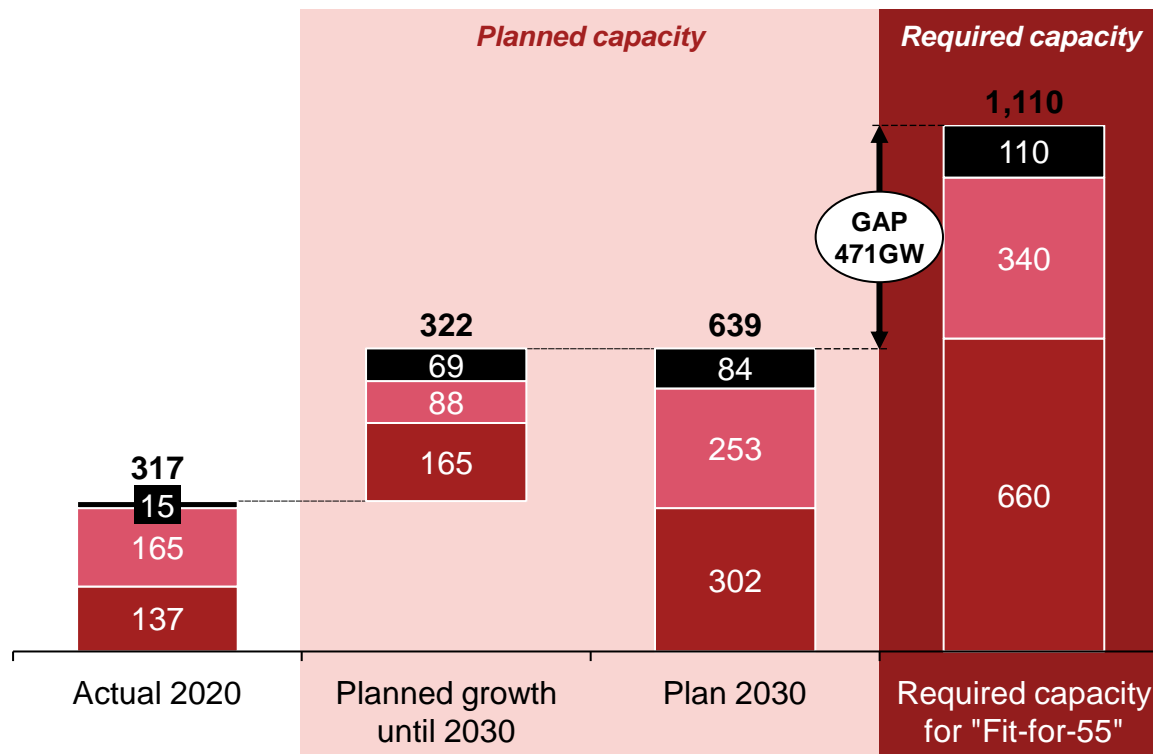 Planned capacity
Required capacity
1,110
110
340
660
GAP
471GW
322
69
88
165
639
84
253
302
317
15
165
137
Actual 2020
Planned growth
until 2030
Plan 2030
Required capacity
for "Fit-for-55"